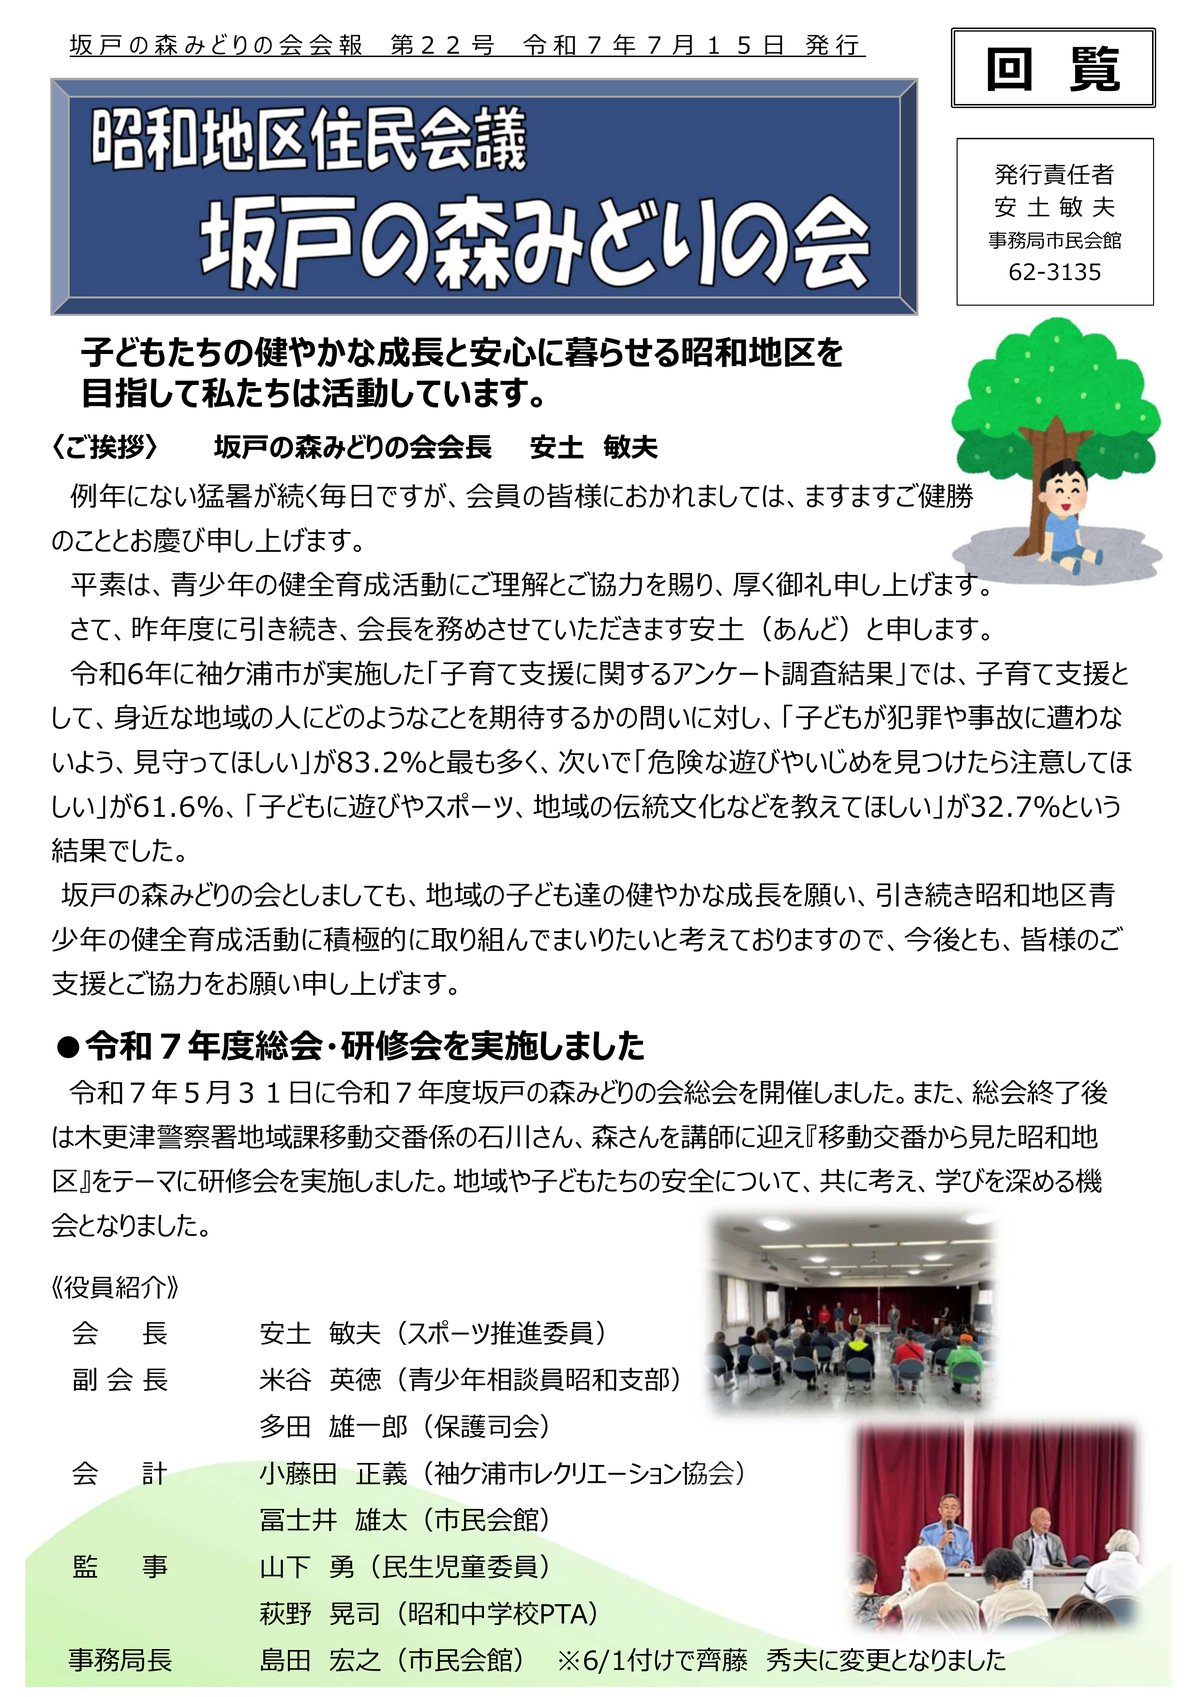 坂戸の森みどりの会会報　第２２号　令和７年７月１５日 発行
回 覧
昭和地区住民会議
坂戸の森みどりの会
発行責任者
安 土 敏 夫
事務局市民会館
62-3135
子どもたちの健やかな成長と安心に暮らせる昭和地区を
目指して私たちは活動しています。
〈ご挨拶〉　　坂戸の森みどりの会会長　 安土　敏夫
例年にない猛暑が続く毎日ですが、会員の皆様におかれましては、ますますご健勝
のこととお慶び申し上げます。
平素は、青少年の健全育成活動にご理解とご協力を賜り、厚く御礼申し上げます。
さて、昨年度に引き続き、会長を務めさせていただきます安土（あんど）と申します。
令和6年に袖ケ浦市が実施した「子育て支援に関するアンケート調査結果」では、子育て支援と
して、身近な地域の人にどのようなことを期待するかの問いに対し、「子どもが犯罪や事故に遭わな
いよう、見守ってほしい」が83.2%と最も多く、次いで「危険な遊びやいじめを見つけたら注意してほ
しい」が61.6%、「子どもに遊びやスポーツ、地域の伝統文化などを教えてほしい」が32.7%という
結果でした。
坂戸の森みどりの会としましても、地域の子ども達の健やかな成長を願い、引き続き昭和地区青
少年の健全育成活動に積極的に取り組んでまいりたいと考えておりますので、今後とも、皆様のご
支援とご協力をお願い申し上げます。
●令和７年度総会・研修会を実施しました
令和７年５月３１日に令和７年度坂戸の森みどりの会総会を開催しました。また、総会終了後
は木更津警察署地域課移動交番係の石川さん、森さんを講師に迎え『移動交番から見た昭和地
区』をテーマに研修会を実施しました。地域や子どもたちの安全について、共に考え、学びを深める機
会となりました。
《役員紹介》
会　長　　安土　敏夫（スポーツ推進委員）
副 会 長　　米谷　英徳（青少年相談員昭和支部）
多田　雄一郎（保護司会）
会　計　　小藤田　正義（袖ケ浦市レクリエーション協会）
冨士井　雄太（市民会館）
監　事　　山下　勇（民生児童委員）
萩野　晃司（昭和中学校PTA）
事務局長　　島田　宏之（市民会館）　※6/1付けで齊藤　秀夫に変更となりました